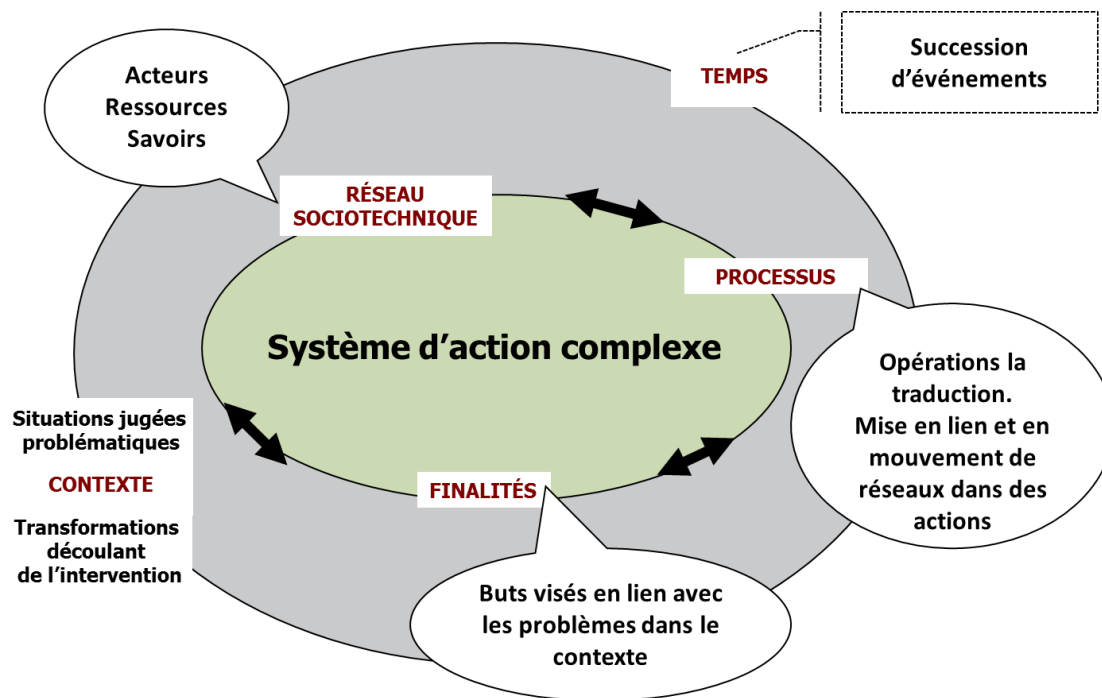 Acteurs
Ressources
Savoirs
TEMPS
Succession
d’événements
RÉSEAU
SOCIOTECHNIQUE
PROCESSUS
Système d’action complexe
Opérations la
traduction.
Mise en lien et en
mouvement de
réseaux dans des
actions
Situations jugées
problématiques
CONTEXTE
Transformations
découlant
de l’intervention
FINALITÉS
Buts visés en lien avec
les problèmes dans le
contexte